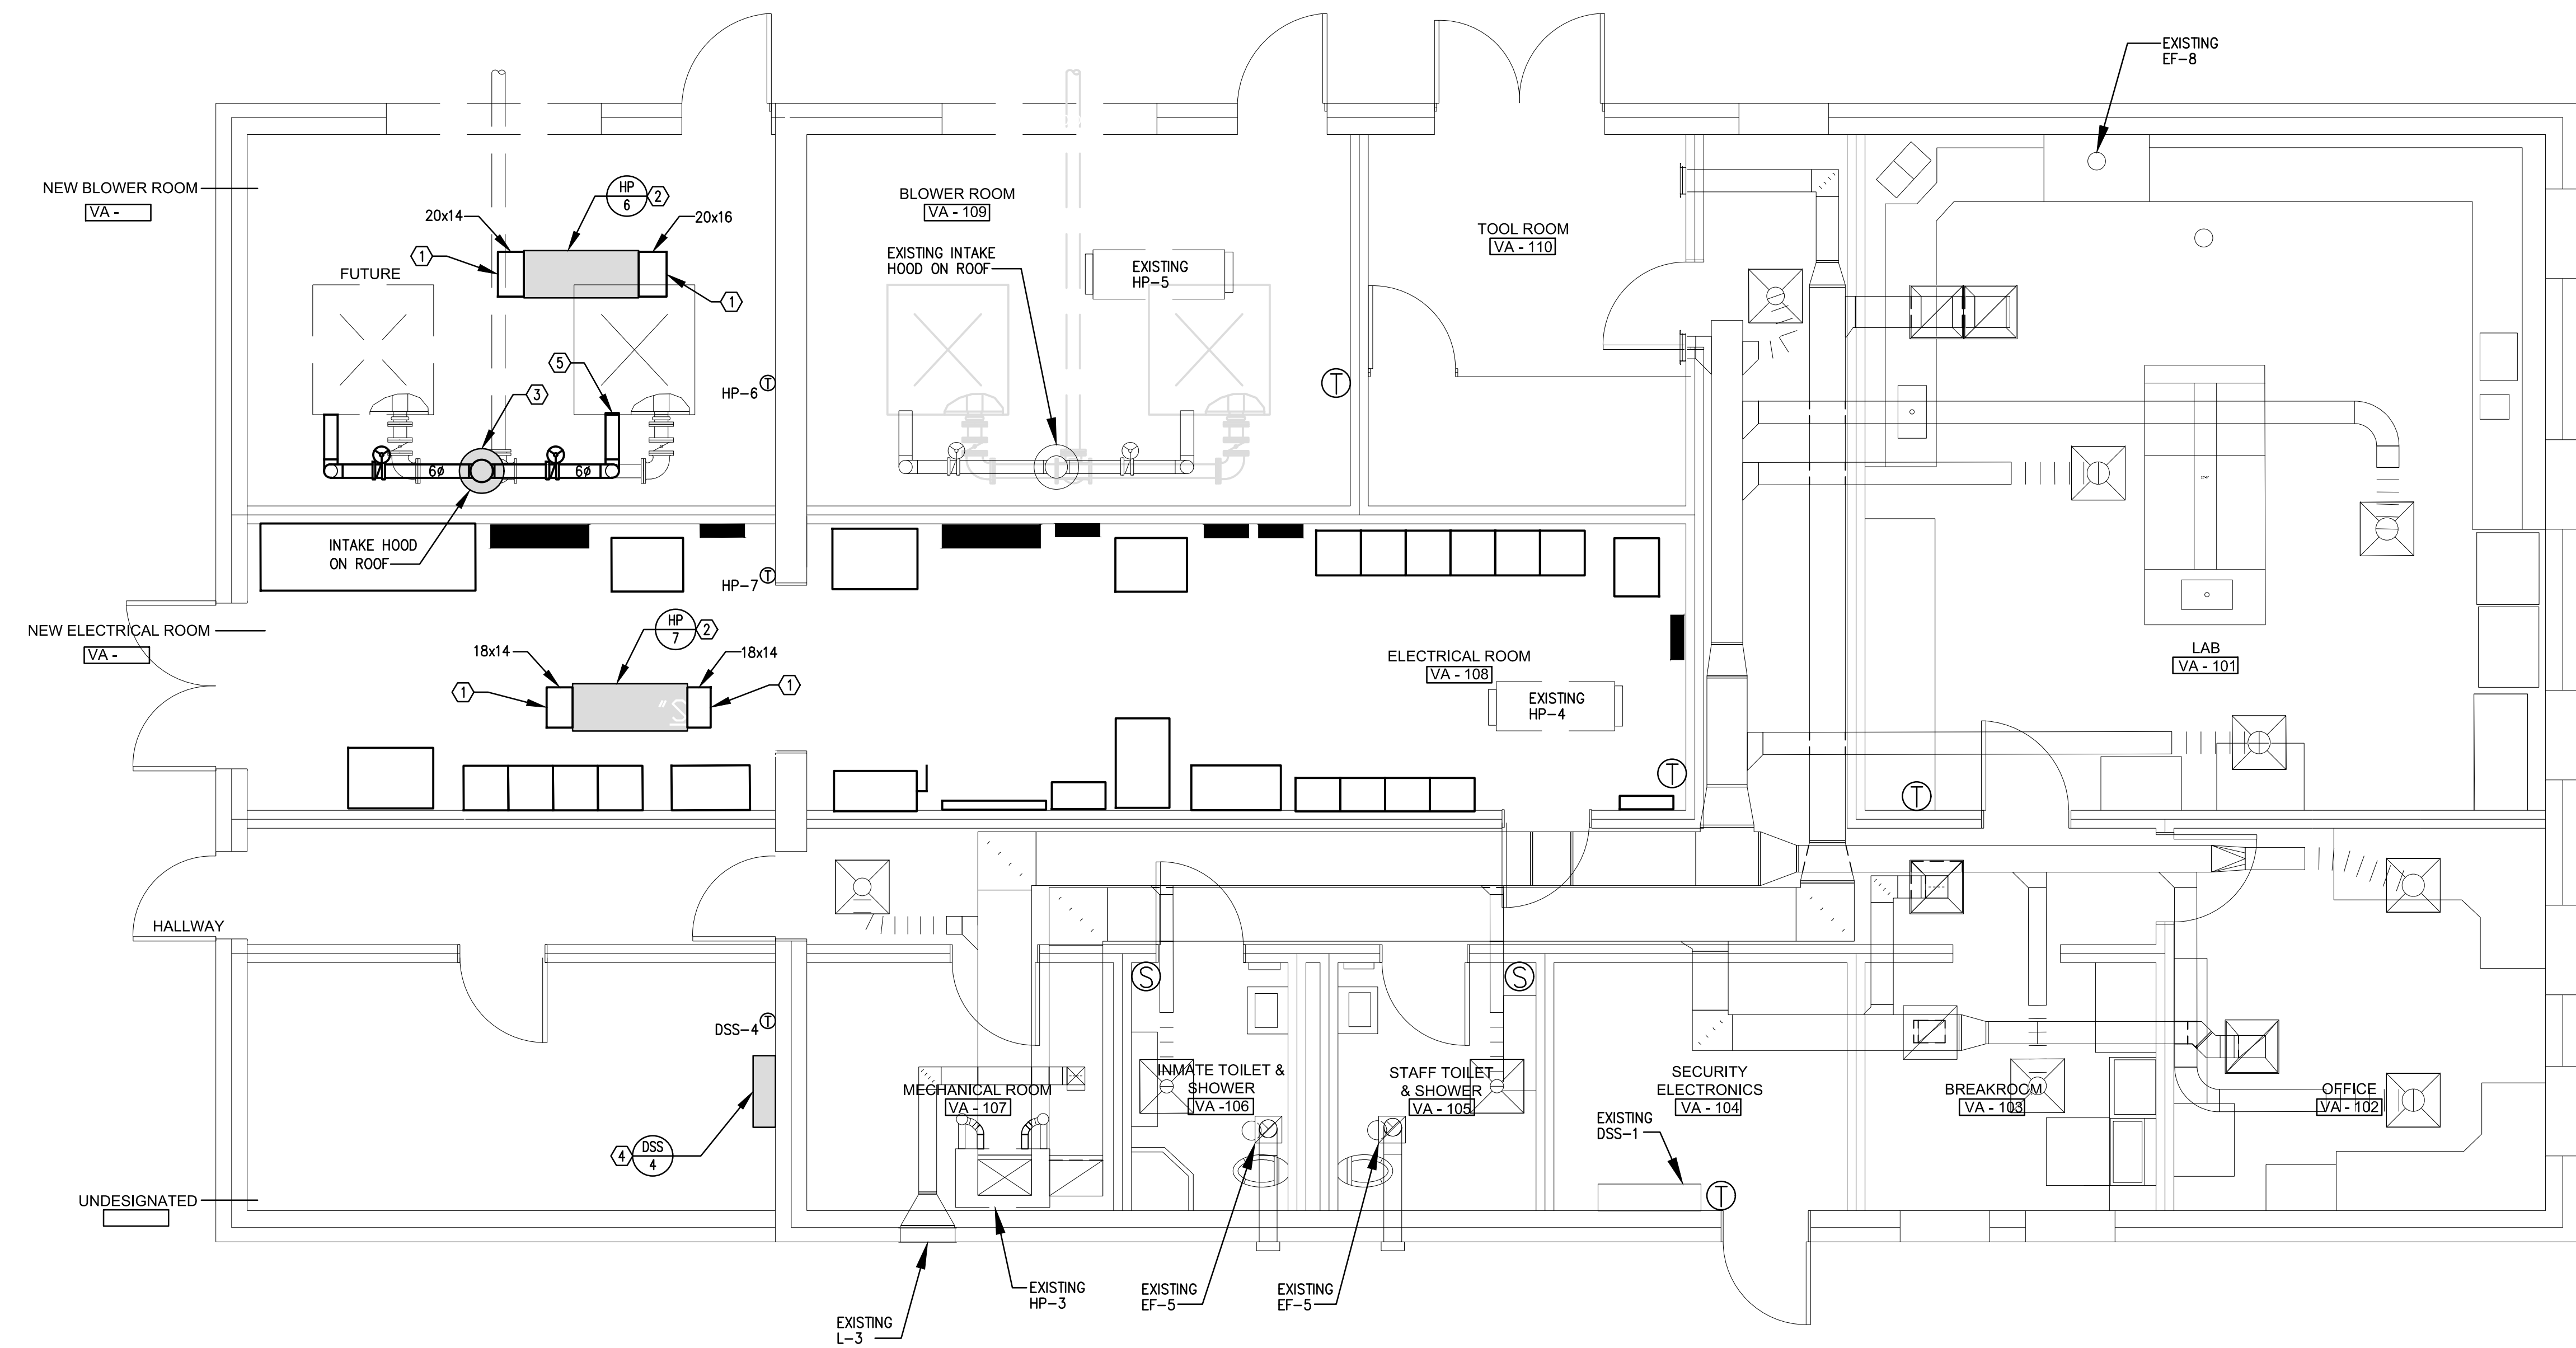 EXISTING
EF-8
NEW BLOWER ROOM
VA -
HP
6
2
20x14
20x16
1
1
FUTURE
5
3
HP-6 T
6ø
6ø
INTAKE HOOD
ON ROOF
BLOWER ROOM
VA - 109
EXISTING INTAKE
HOOD ON ROOF
EXISTING
HP-5
T
TOOL ROOM
VA - 110
HP-7 T
NEW ELECTRICAL ROOM
VA -
HP
7
2
18x14
18x14
1
1
"S
ELECTRICAL ROOM
VA - 108
EXISTING
HP-4
T
LAB
VA - 101
T
HALLWAY
S
S
DSS-4 T
4
DSS
4
UNDESIGNATED
MECHANICAL ROOM
VA - 107
INMATE TOILET &
SHOWER
VA -106
STAFF TOILET
& SHOWER
VA - 105
SECURITY
ELECTRONICS
VA - 104
EXISTING
DSS-1
T
BREAKROOM
VA - 103
OFFICE
VA - 102
EXISTING
L-3
EXISTING
HP-3
EXISTING
EF-5
EXISTING
EF-5